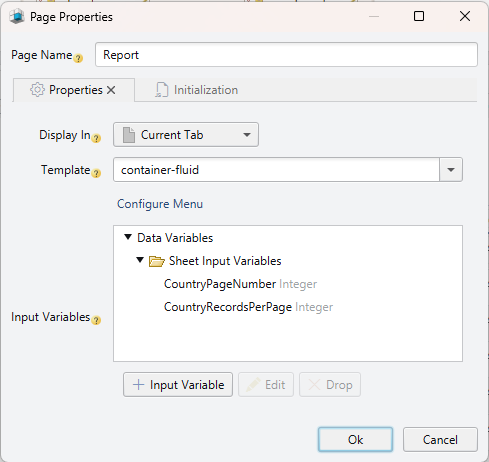 Page Properties
Page Name Report
Properties Initialization
Display In Current Tab
Template container-fluid
Configure Menu
Data Variables
Sheet Input Variables
CountryPageNumber Integer
CountryRecordsPerPage Integer
Input Variables
Input Variable Edit Drop
Ok Cancel